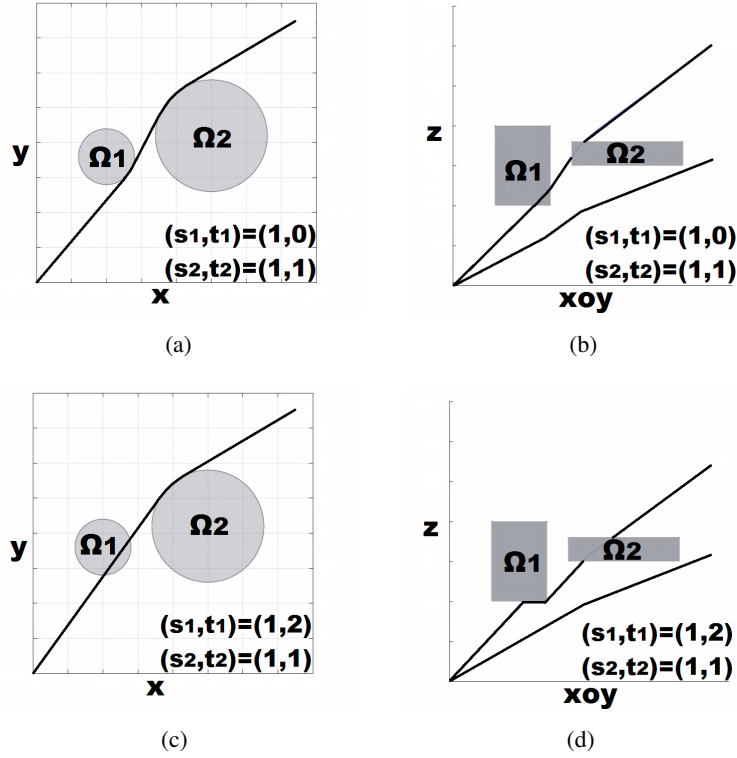 y
Ω1
Ω2
(s1,t1)=(1,0)
(s2,t2)=(1,1)
x
(a)
z
Ω1
Ω2
(s1,t1)=(1,0)
(s2,t2)=(1,1)
xoy
(b)
y
Ω1
Ω2
(s1,t1)=(1,2)
(s2,t2)=(1,1)
x
(c)
z
Ω1
Ω2
(s1,t1)=(1,2)
(s2,t2)=(1,1)
xoy
(d)